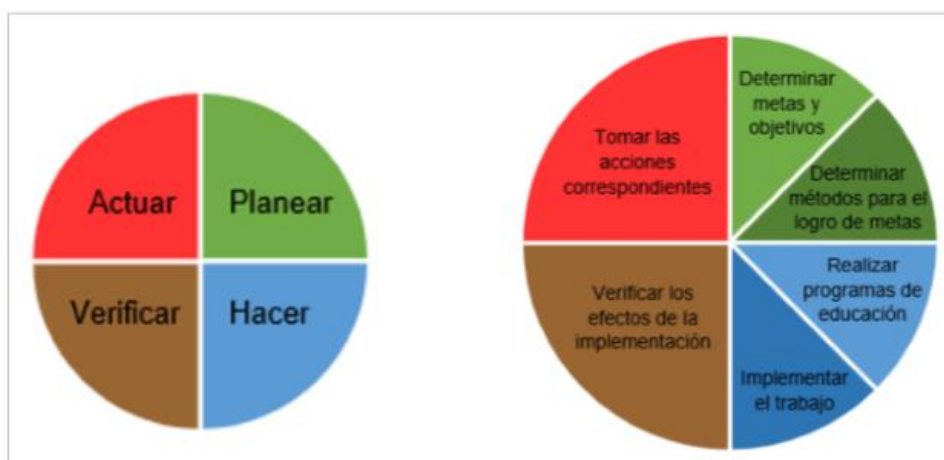 Actuar
Planear
Verificar
Hacer
Tomar las
acciones
correspondientes
Determinar
metas y
objetivos
Determinar
métodos para el
logro de metas
Verificar los
efectos de la
implementación
Realizar
programas de
educación
Implementar
el trabajo